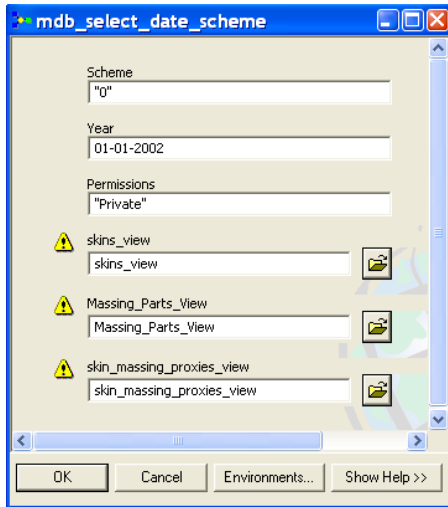 mdb_select_date_scheme
Scheme
"0"
Year
01-01-2002
Permissions
"Private"
skins_view
skins_view
Massing_Parts_View
Massing_Parts_View
skin_massing_proxies_view
skin_massing_proxies_view
OK Cancel Environments... Show Help >>